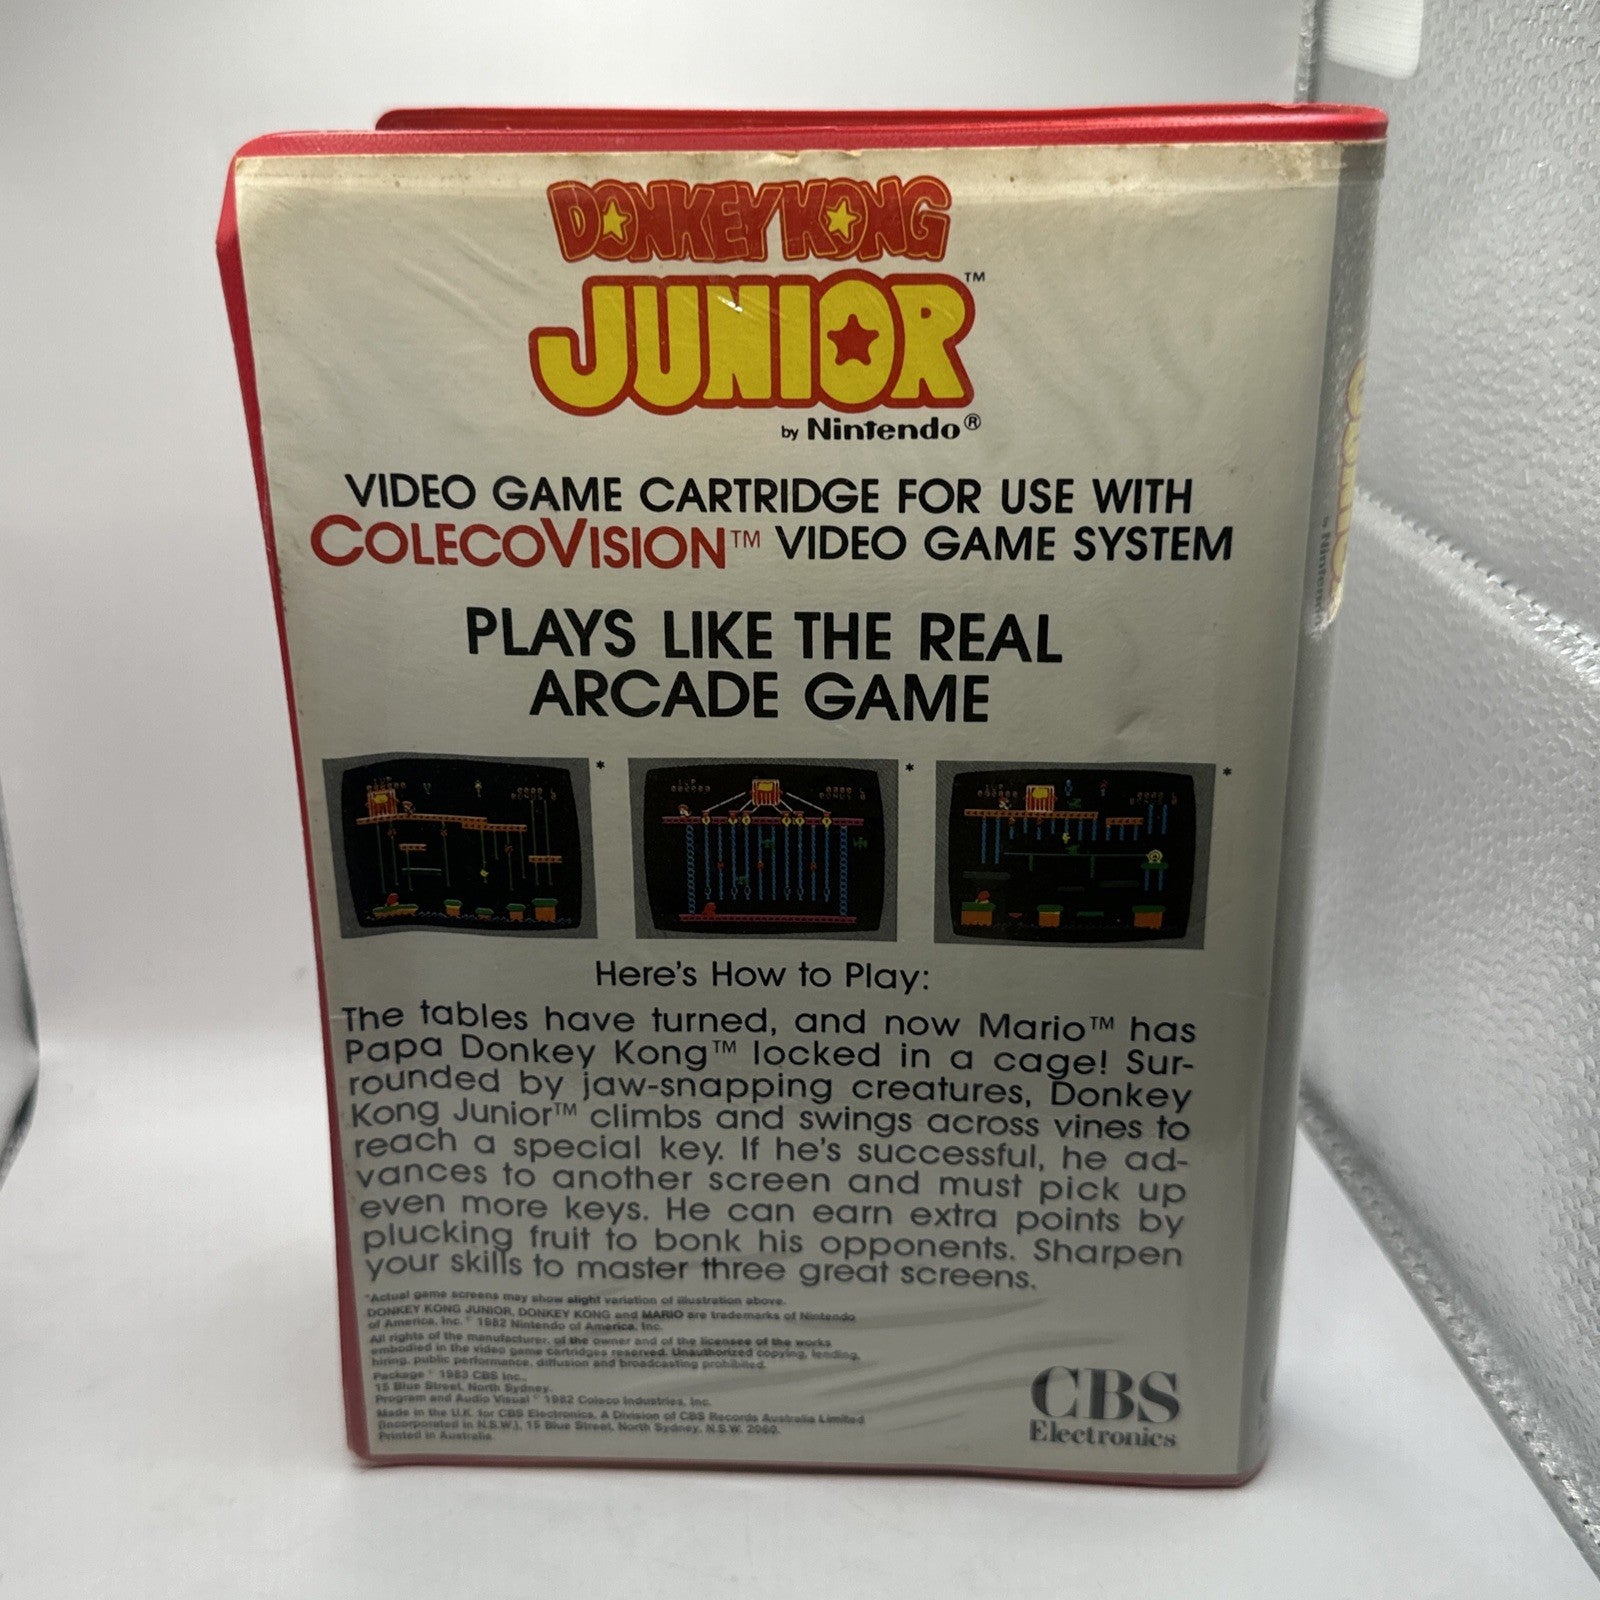 DONKEY KONG
JUNIOR™
by Nintendo®
VIDEO GAME CARTRIDGE FOR USE WITH
COLECOVISION™ VIDEO GAME SYSTEM
PLAYS LIKE THE REAL
ARCADE GAME
* * *
Here's How to Play:
The tables have turned, and now Mario™ has
Papa Donkey Kong™ locked in a cage! Sur-
rounded by jaw-snapping creatures, Donkey
Kong Junior™ climbs and swings across vines to
reach a special key. If he's successful, he ad-
vances to another screen and must pick up
even more keys. He can earn extra points by
plucking fruit to bonk his opponents. Sharpen
your skills to master three great screens.
*Actual game screens may show slight variation of illustration above.
DONKEY KONG JUNIOR, DONKEY KONG and MARIO are trademarks of Nintendo
of America, Inc. © 1982 Nintendo of America, Inc.
All rights of the manufacturer, of the owner and of the licensee of the works
embodied in the video game cartridges reserved. Unauthorized copying, lending,
hiring, public performance, diffusion and broadcasting prohibited.
Package © 1983 CBS Inc.,
15 Blue Street, North Sydney.
Program and Audio Visual © 1982 Coleco Industries, Inc.
Made in the U.K. for CBS Electronics, A Division of CBS Records Australia Limited
(Incorporated in N.S.W.), 15 Blue Street, North Sydney, N.S.W. 2060.
Printed in Australia.
CBS
Electronics
JUNIOR
by Nintendo